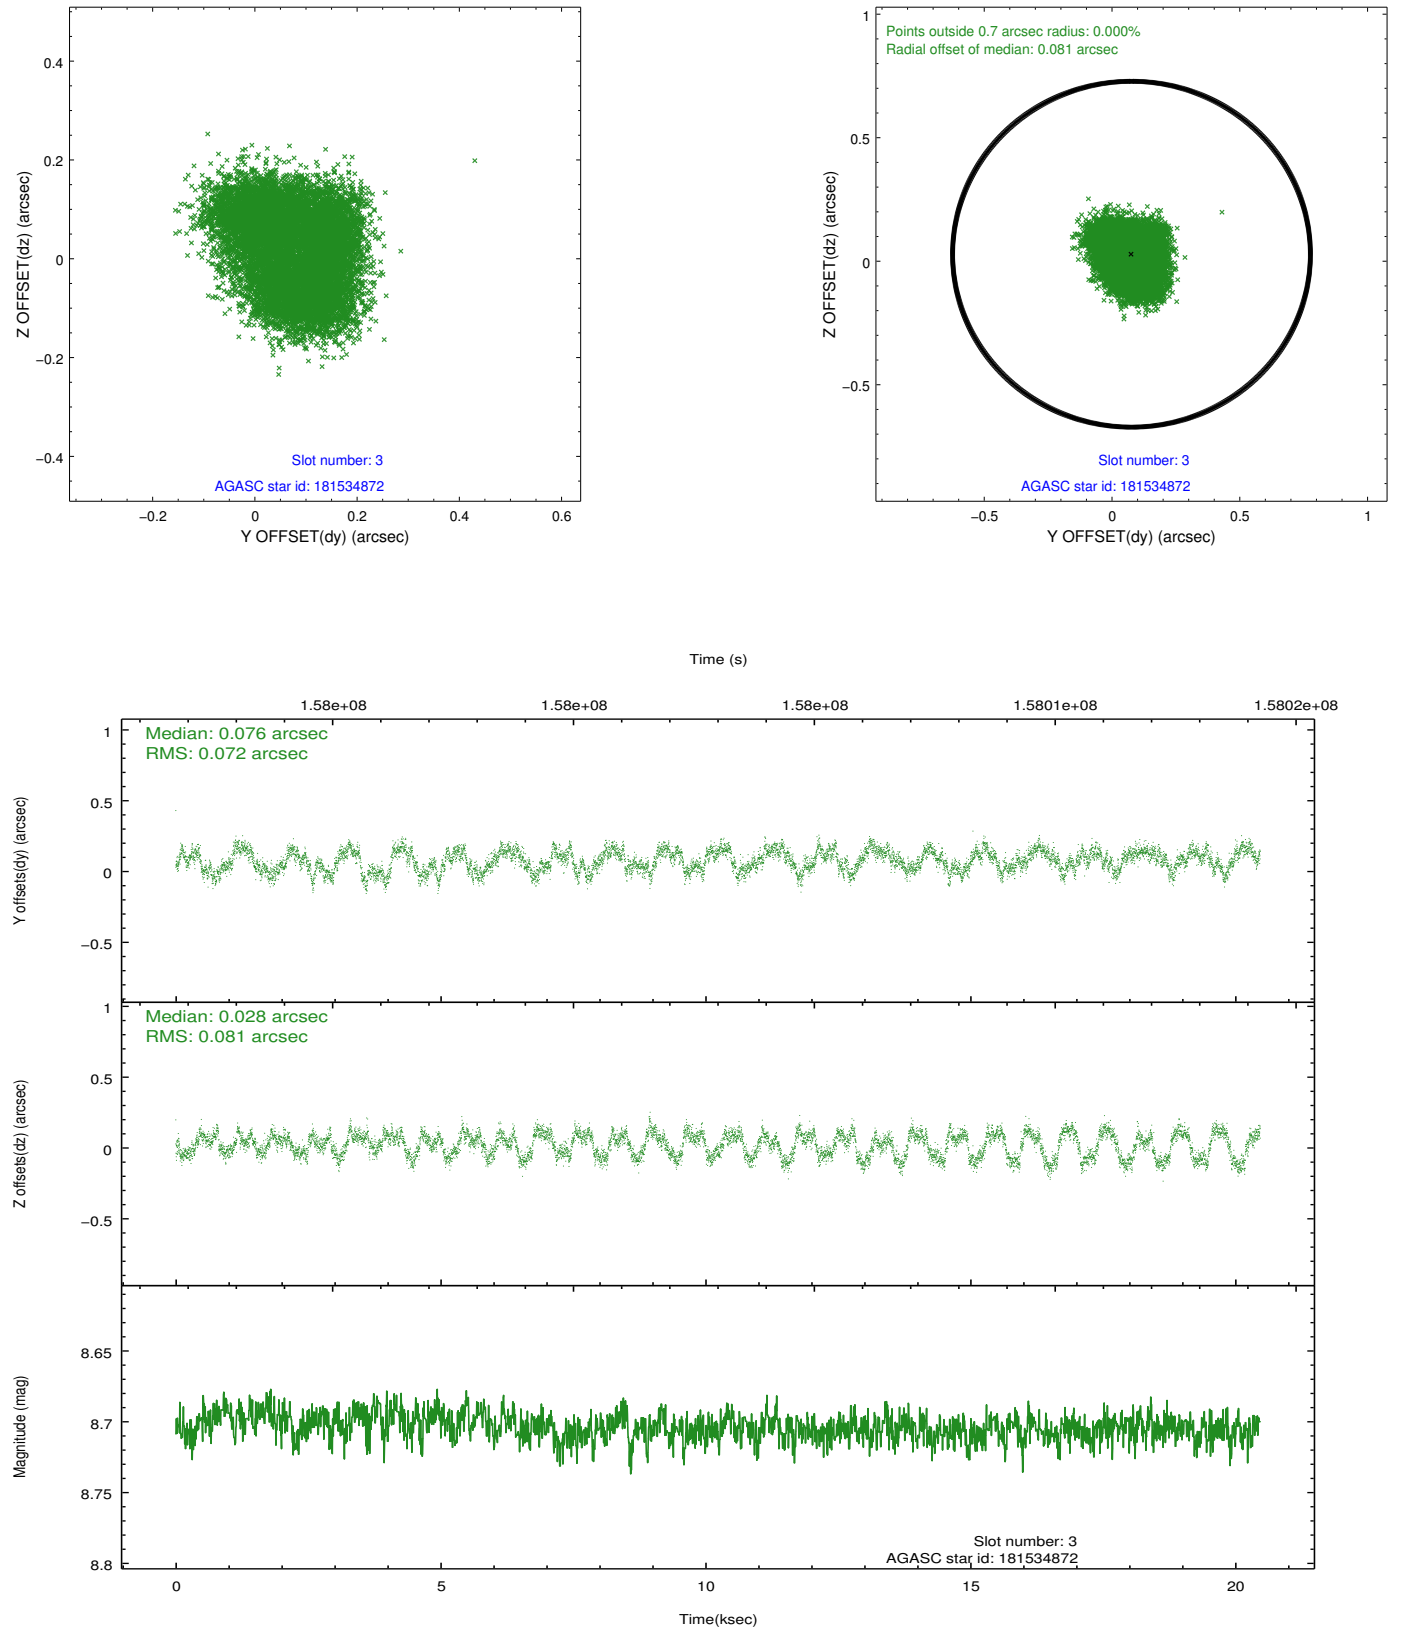 0.4
0.2
0
−0.2
−0.4
Z OFFSET(dz) (arcsec)
Slot number: 3
AGASC star id: 181534872
−0.2 0 0.2 0.4 0.6
Y OFFSET(dy) (arcsec)
1
0.5
0
−0.5
Z OFFSET(dz) (arcsec)
Points outside 0.7 arcsec radius: 0.000%
Radial offset of median: 0.081 arcsec
Slot number: 3
AGASC star id: 181534872
−0.5 0 0.5 1
Y OFFSET(dy) (arcsec)
Time (s)
1.58e+08 1.58e+08 1.58e+08 1.5801e+08 1.5802e+08
Median: 0.076 arcsec
RMS: 0.072 arcsec
1
0.5
0
−0.5
Y offsets(dy) (arcsec)
Median: 0.028 arcsec
RMS: 0.081 arcsec
1
0.5
0
−0.5
Z offsets(dz) (arcsec)
8.65
8.7
8.75
8.8
Magnitude (mag)
Slot number: 3
AGASC star id: 181534872
0 5 10 15 20
Time(ksec)